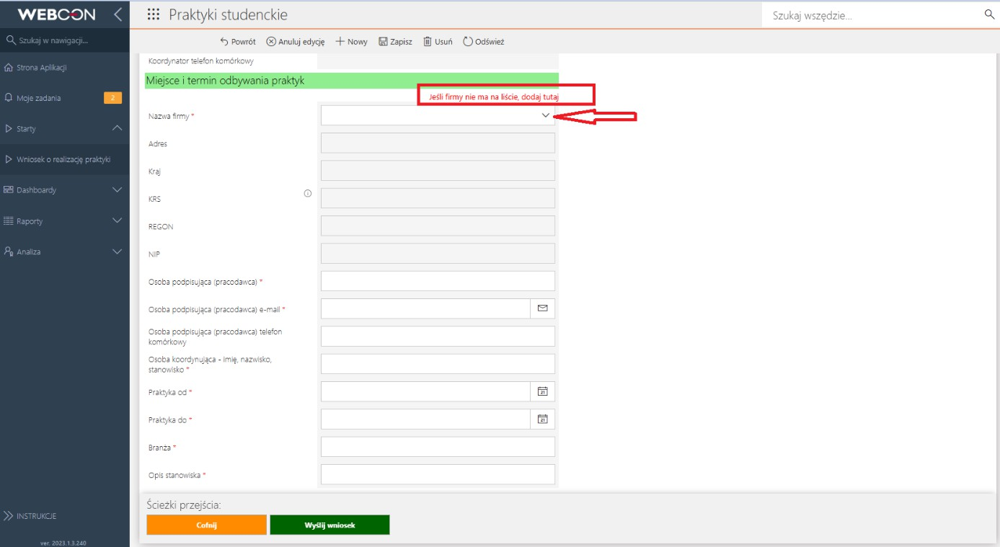 WEBCON
Praktyki studenckie
Szukaj wszędzie...
Szukaj w nawigacji...
Powrót Anuluj edycję Nowy Zapisz Usuń Odśwież
Strona Aplikacji
Moje zadania 2
Starty
Wniosek o realizację praktyki
Dashboardy
Raporty
Analiza
INSTRUKCJE
ver. 2023.1.3.240
Koordynator telefon komórkowy
Miejsce i termin odbywania praktyk
Jeśli firmy nie ma na liście, dodaj tutaj
Nazwa firmy *
Adres
Kraj
KRS
REGON
NIP
Osoba podpisująca (pracodawca) *
Osoba podpisująca (pracodawca) e-mail *
Osoba podpisująca (pracodawca) telefon
komórkowy
Osoba koordynująca - imię, nazwisko,
stanowisko *
Praktyka od *
21
Praktyka do *
21
Branża *
Opis stanowiska *
Ścieżki przejścia:
Cofnij
Wyślij wniosek